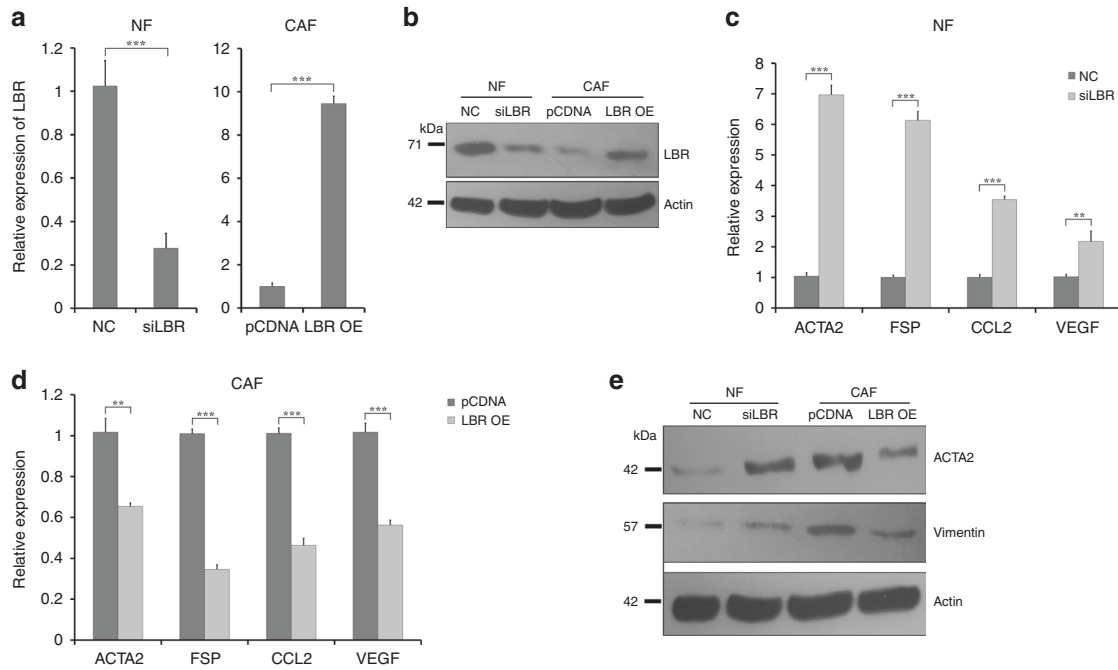 a
NF
CAF
Relative expression of LBR
1.2
1
0.8
0.6
0.4
0.2
0
***
NC
siLBR
12
10
8
6
4
2
0
***
pCDNA
LBR OE
b
NF
CAF
NC
siLBR
pCDNA
LBR OE
kDa
71
LBR
42
Actin
c
NF
NC
siLBR
Relative expression
8
7
6
5
4
3
2
1
0
***
***
***
**
ACTA2
FSP
CCL2
VEGF
d
CAF
pCDNA
LBR OE
Relative expression
1.2
1
0.8
0.6
0.4
0.2
0
**
***
***
***
ACTA2
FSP
CCL2
VEGF
e
NF
CAF
NC
siLBR
pCDNA
LBR OE
kDa
42
ACTA2
57
Vimentin
42
Actin